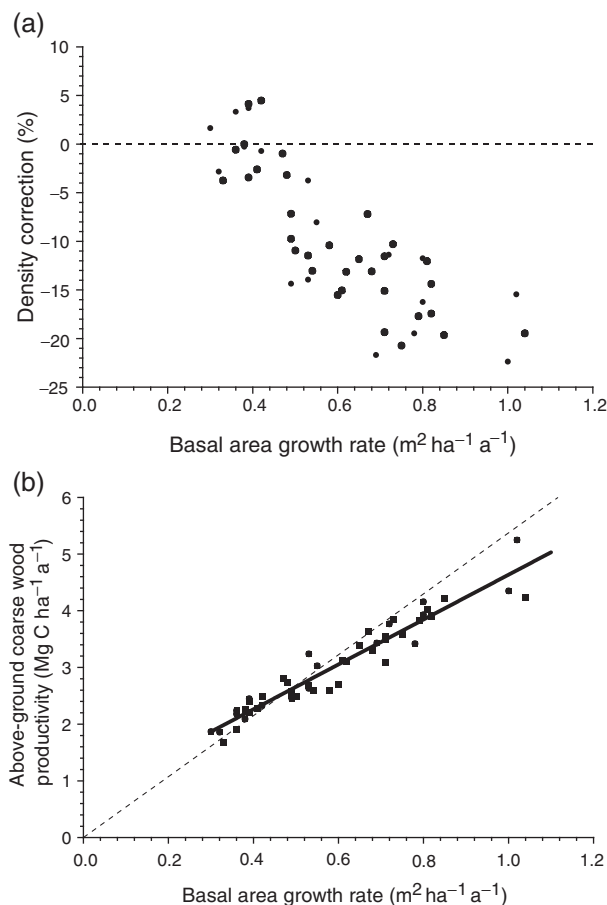 (a)
10
5
0
−5
−10
−15
−20
−25
0.0 0.2 0.4 0.6 0.8 1.0 1.2
Density correction (%)
Basal area growth rate (m² ha⁻¹ a⁻¹)
(b)
6
5
4
3
2
1
0
0.0 0.2 0.4 0.6 0.8 1.0 1.2
Above-ground coarse wood
productivity (Mg C ha⁻¹ a⁻¹)
Basal area growth rate (m² ha⁻¹ a⁻¹)